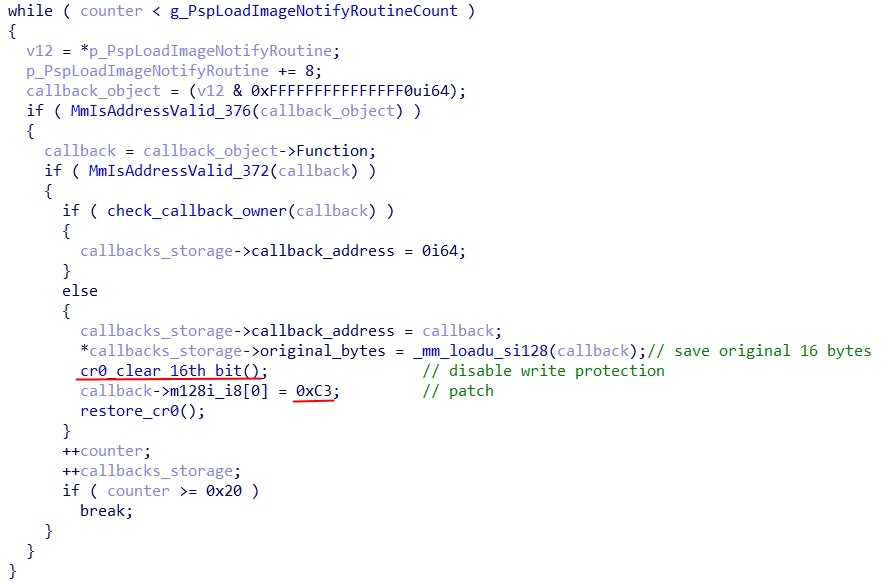 while ( counter < g_PspLoadImageNotifyRoutineCount )
{
  v12 = *p_PspLoadImageNotifyRoutine;
  p_PspLoadImageNotifyRoutine += 8;
  callback_object = (v12 & 0xFFFFFFFFFFFFFFF0ui64);
  if ( MmIsAddressValid_376(callback_object) )
  {
    callback = callback_object->Function;
    if ( MmIsAddressValid_372(callback) )
    {
      if ( check_callback_owner(callback) )
      {
        callbacks_storage->callback_address = 0i64;
      }
      else
      {
        callbacks_storage->callback_address = callback;
        *callbacks_storage->original_bytes = _mm_loadu_si128(callback);// save original 16 bytes
        cr0_clear_16th_bit();                 // disable write protection
        callback->m128i_i8[0] = 0xC3;         // patch
        restore_cr0();
      }
      ++counter;
      ++callbacks_storage;
      if ( counter >= 0x20 )
        break;
    }
  }
}